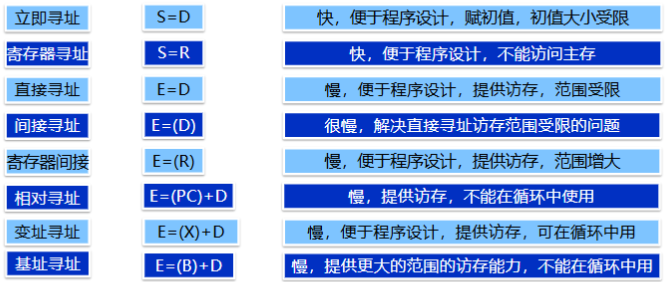 立即寻址 S=D 快，便于程序设计，赋初值，初值大小受限
寄存器寻址 S=R 快，便于程序设计，不能访问主存
直接寻址 E=D 慢，便于程序设计，提供访存，范围受限
间接寻址 E=(D) 很慢，解决直接寻址访存范围受限的问题
寄存器间接 E=(R) 慢，便于程序设计，提供访存，范围增大
相对寻址 E=(PC)+D 慢，提供访存，不能在循环中使用
变址寻址 E=(X)+D 慢，便于程序设计，提供访存，可在循环中用
基址寻址 E=(B)+D 慢，提供更大的范围的访存能力，不能在循环中用